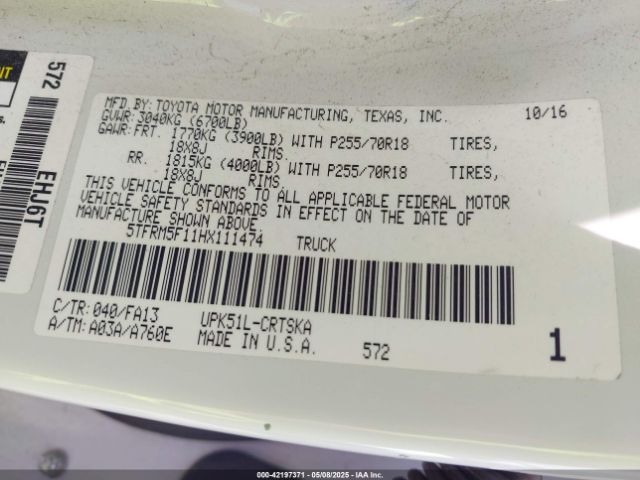 572
EHJ6T
MFD.BY: TOYOTA MOTOR MANUFACTURING, TEXAS, INC. 10/16
GVWR: 3040KG (6700LB)
GAWR: FRT. 1770KG (3900LB) WITH P255/70R18 TIRES,
18X8J RIMS.
RR. 1815KG (4000LB) WITH P255/70R18 TIRES,
18X8J RIMS.
THIS VEHICLE CONFORMS TO ALL APPLICABLE FEDERAL MOTOR
VEHICLE SAFETY STANDARDS IN EFFECT ON THE DATE OF
MANUFACTURE SHOWN ABOVE.
5TFRM5F11HX111474 TRUCK
C/TR: 040/FA13 UPK51L-CRTSKA
A/TM: A03A/A760E MADE IN U.S.A. 572 1
000-42197371 - 05/08/2025 - IAAI. Copart